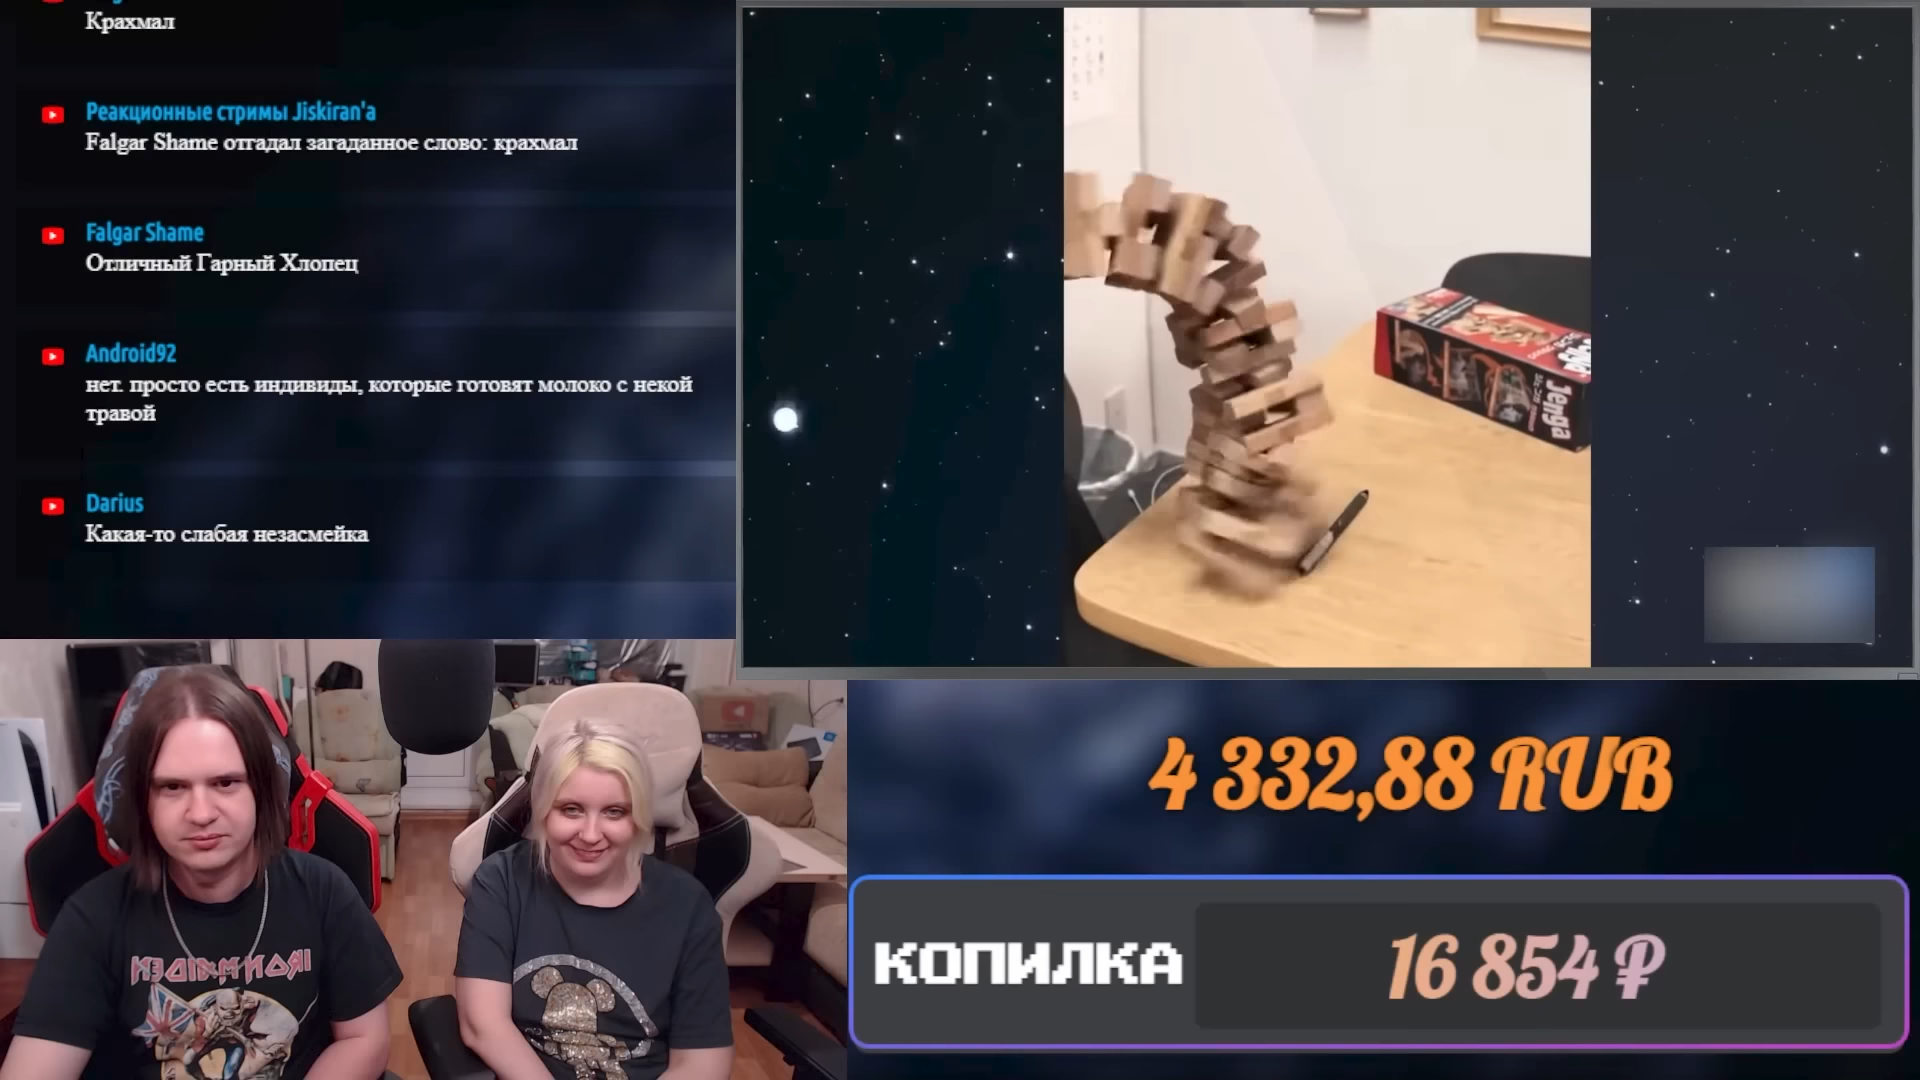 Крахмал
Реакционные стримы Jiskiran'a
Falgar Shame отгадал загаданное слово: крахмал
Falgar Shame
Отличный Гарный Хлопец
Android92
нет. просто есть индивиды, которые готовят молоко с некой
травой
Darius
Какая-то слабая незасмейка
Jenga
4 332,88 RUB
КОПИЛКА
16 854 ₽